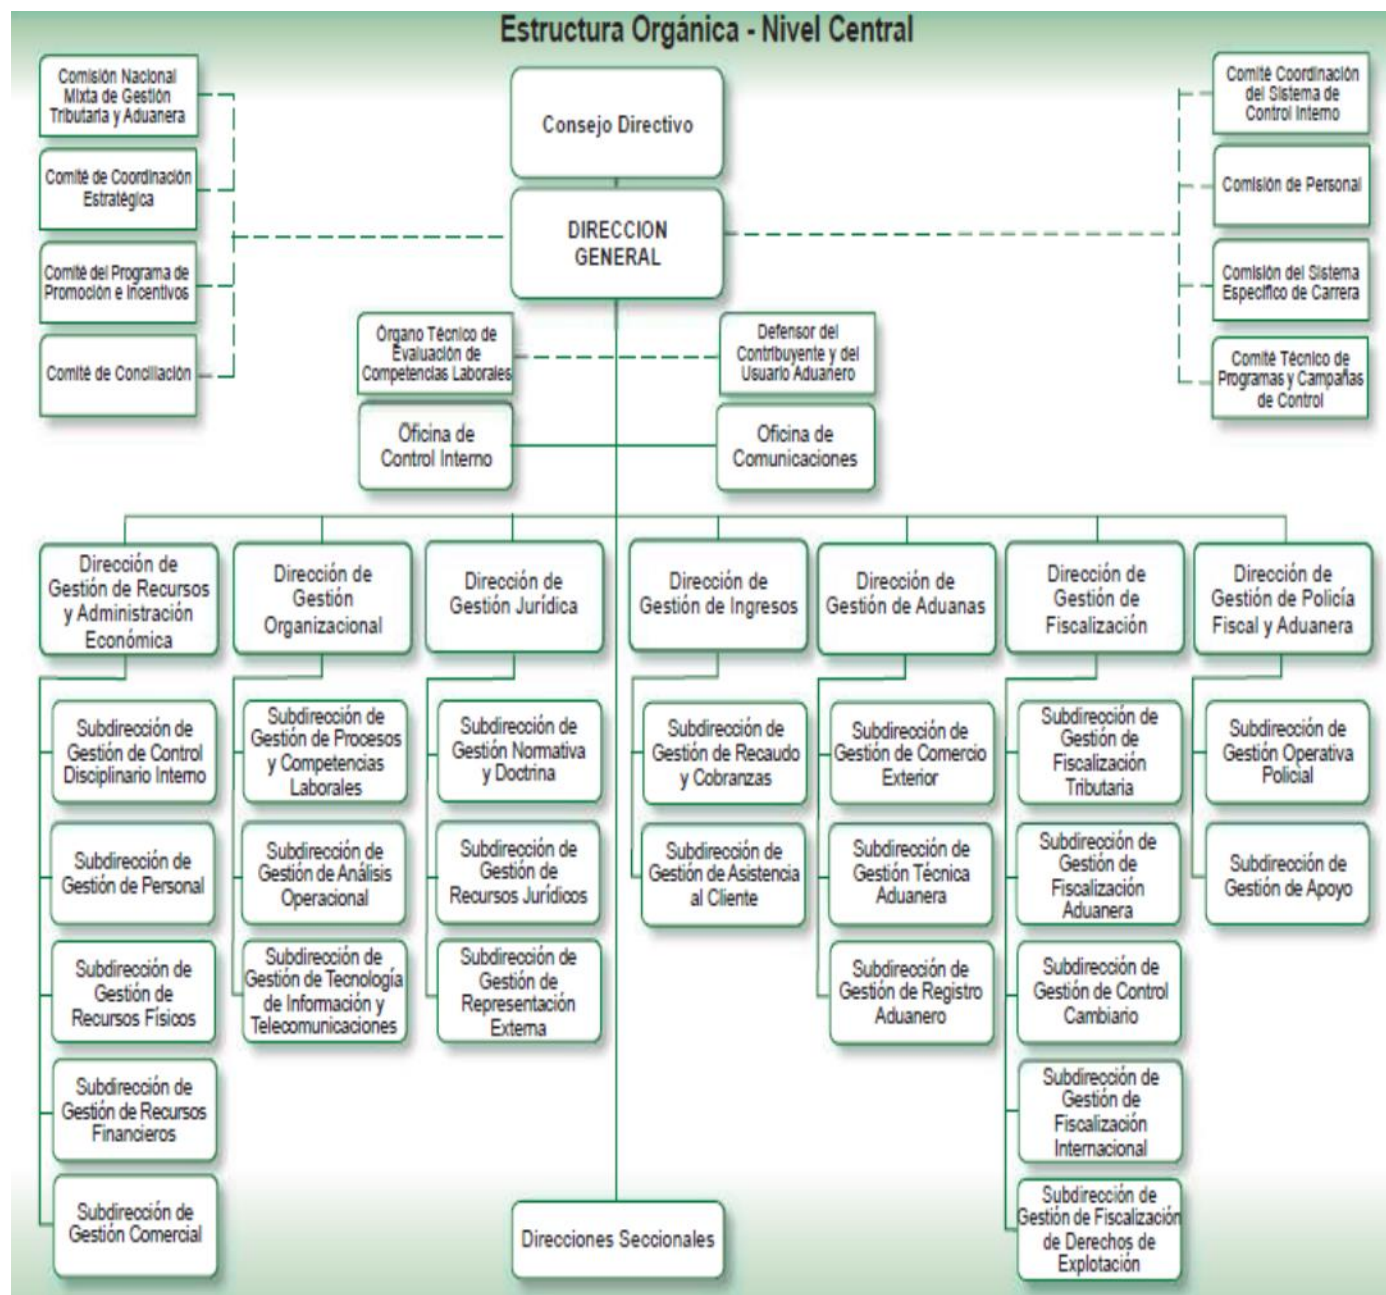 Estructura Orgánica - Nivel Central
Comisión Nacional
Mixta de Gestión
Tributaria y Aduanera
Comité de Coordinación
Estratégica
Comité del Programa de
Promoción e Incentivos
Comité de Conciliación
Consejo Directivo
DIRECCION
GENERAL
Comité Coordinación
del Sistema de
Control Interno
Comisión de Personal
Comisión del Sistema
Específico de Carrera
Comité Técnico de
Programas y Campañas
de Control
Órgano Técnico de
Evaluación de
Competencias Laborales
Defensor del
Contribuyente y del
Usuario Aduanero
Oficina de
Control Interno
Oficina de
Comunicaciones
Dirección de
Gestión de Recursos
y Administración
Económica
Subdirección de
Gestión de Control
Disciplinario Interno
Subdirección de
Gestión de Personal
Subdirección de
Gestión de
Recursos Físicos
Subdirección de
Gestión de Recursos
Financieros
Subdirección de
Gestión Comercial
Dirección de
Gestión
Organizacional
Subdirección de
Gestión de Procesos
y Competencias
Laborales
Subdirección de
Gestión de Análisis
Operacional
Subdirección de
Gestión de Tecnología
de Información y
Telecomunicaciones
Dirección de
Gestión Jurídica
Subdirección de
Gestión Normativa
y Doctrina
Subdirección de
Gestión de
Recursos Jurídicos
Subdirección de
Gestión de
Representación
Externa
Dirección de
Gestión de Ingresos
Subdirección de
Gestión de Recaudo
y Cobranzas
Subdirección de
Gestión de Asistencia
al Cliente
Dirección de
Gestión de Aduanas
Subdirección de
Gestión de Comercio
Exterior
Subdirección de
Gestión Técnica
Aduanera
Subdirección de
Gestión de Registro
Aduanero
Dirección de
Gestión de
Fiscalización
Subdirección de
Gestión de
Fiscalización
Tributaria
Subdirección de
Gestión de
Fiscalización
Aduanera
Subdirección de
Gestión de Control
Cambiario
Subdirección de
Gestión de
Fiscalización
Internacional
Subdirección de
Gestión de Fiscalización
de Derechos de
Explotación
Dirección de
Gestión de Policía
Fiscal y Aduanera
Subdirección de
Gestión Operativa
Policial
Subdirección de
Gestión de Apoyo
Direcciones Seccionales